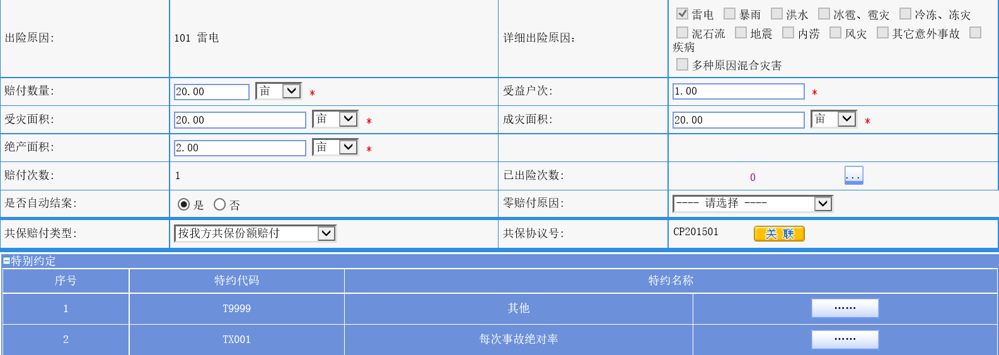 出险原因:
101 雷电
详细出险原因:
雷电 暴雨 洪水 冰雹、雹灾 冷冻、冻灾
泥石流 地震 内涝 风灾 其它意外事故
疾病
多种原因混合灾害
赔付数量: 20.00 亩 * 受益户次: 1.00 *
受灾面积: 20.00 亩 * 成灾面积: 20.00 亩 *
绝产面积: 2.00 亩 *
赔付次数: 1 已出险次数: 0 ...
是否自动结案: 是 否 零赔付原因: ---- 请选择 ----
共保赔付类型: 按我方共保份额赔付 共保协议号: CP201501 关联
特别约定
序号 特约代码 特约名称
1 T9999 其他 ……
2 TX001 每次事故绝对率 ……